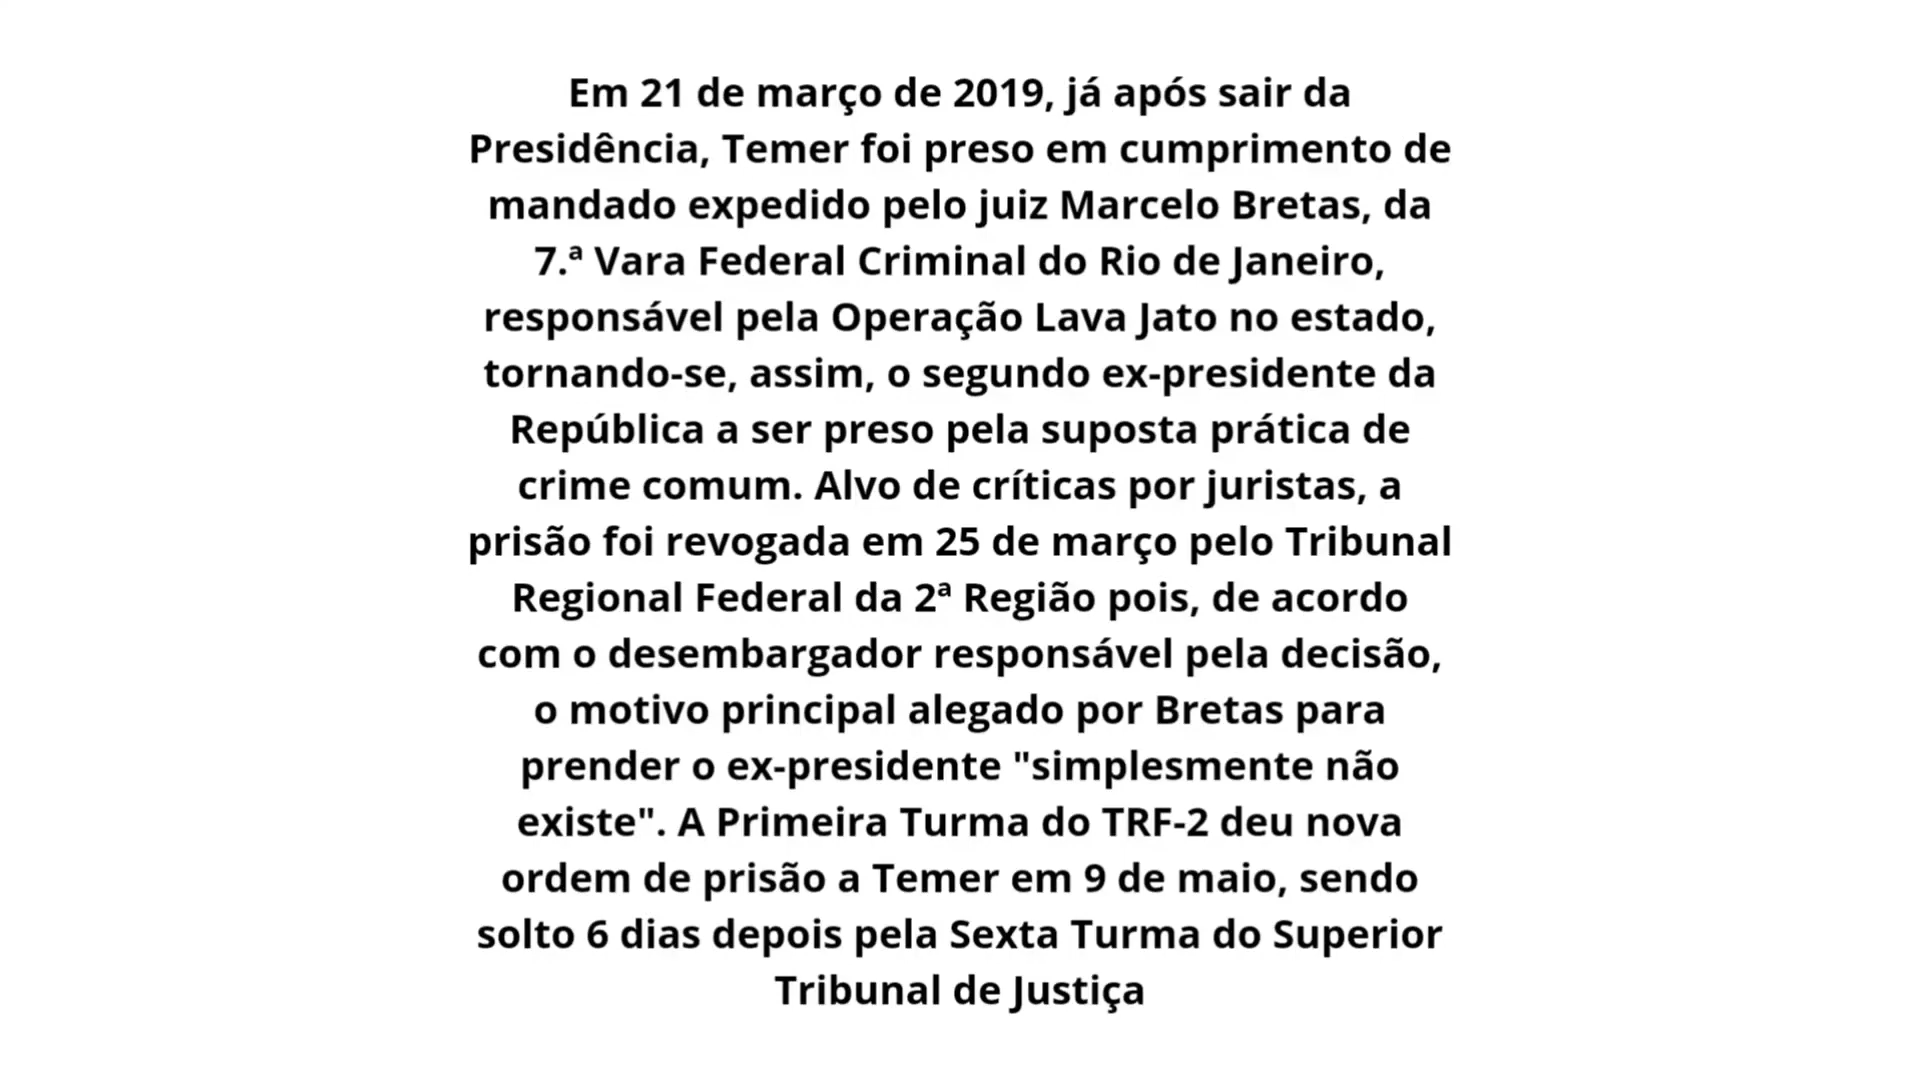 Em 21 de março de 2019, já após sair da
Presidência, Temer foi preso em cumprimento de
mandado expedido pelo juiz Marcelo Bretas, da
7.ª Vara Federal Criminal do Rio de Janeiro,
responsável pela Operação Lava Jato no estado,
tornando-se, assim, o segundo ex-presidente da
República a ser preso pela suposta prática de
crime comum. Alvo de críticas por juristas, a
prisão foi revogada em 25 de março pelo Tribunal
Regional Federal da 2ª Região pois, de acordo
com o desembargador responsável pela decisão,
o motivo principal alegado por Bretas para
prender o ex-presidente "simplesmente não
existe". A Primeira Turma do TRF-2 deu nova
ordem de prisão a Temer em 9 de maio, sendo
solto 6 dias depois pela Sexta Turma do Superior
Tribunal de Justiça